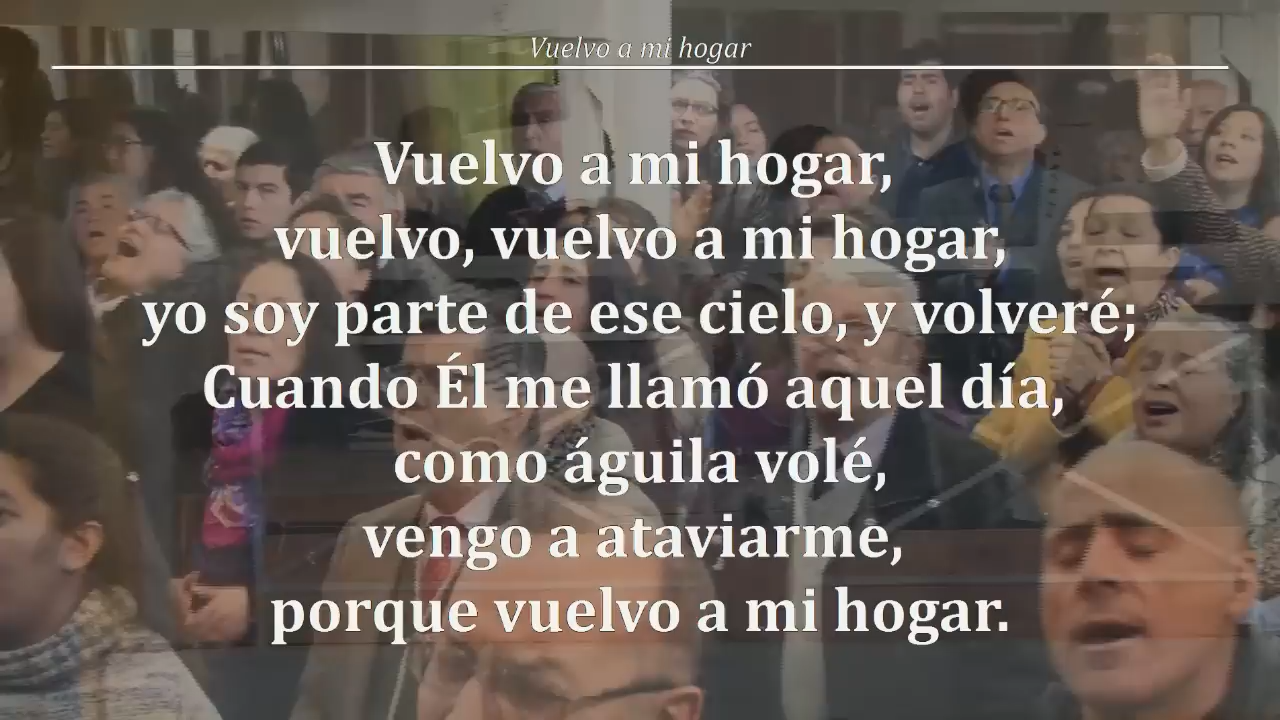 Vuelvo a mi hogar
Vuelvo a mi hogar,
vuelvo, vuelvo a mi hogar,
yo soy parte de ese cielo, y volveré;
Cuando Él me llamó aquel día,
como águila volé,
vengo a ataviarme,
porque vuelvo a mi hogar.